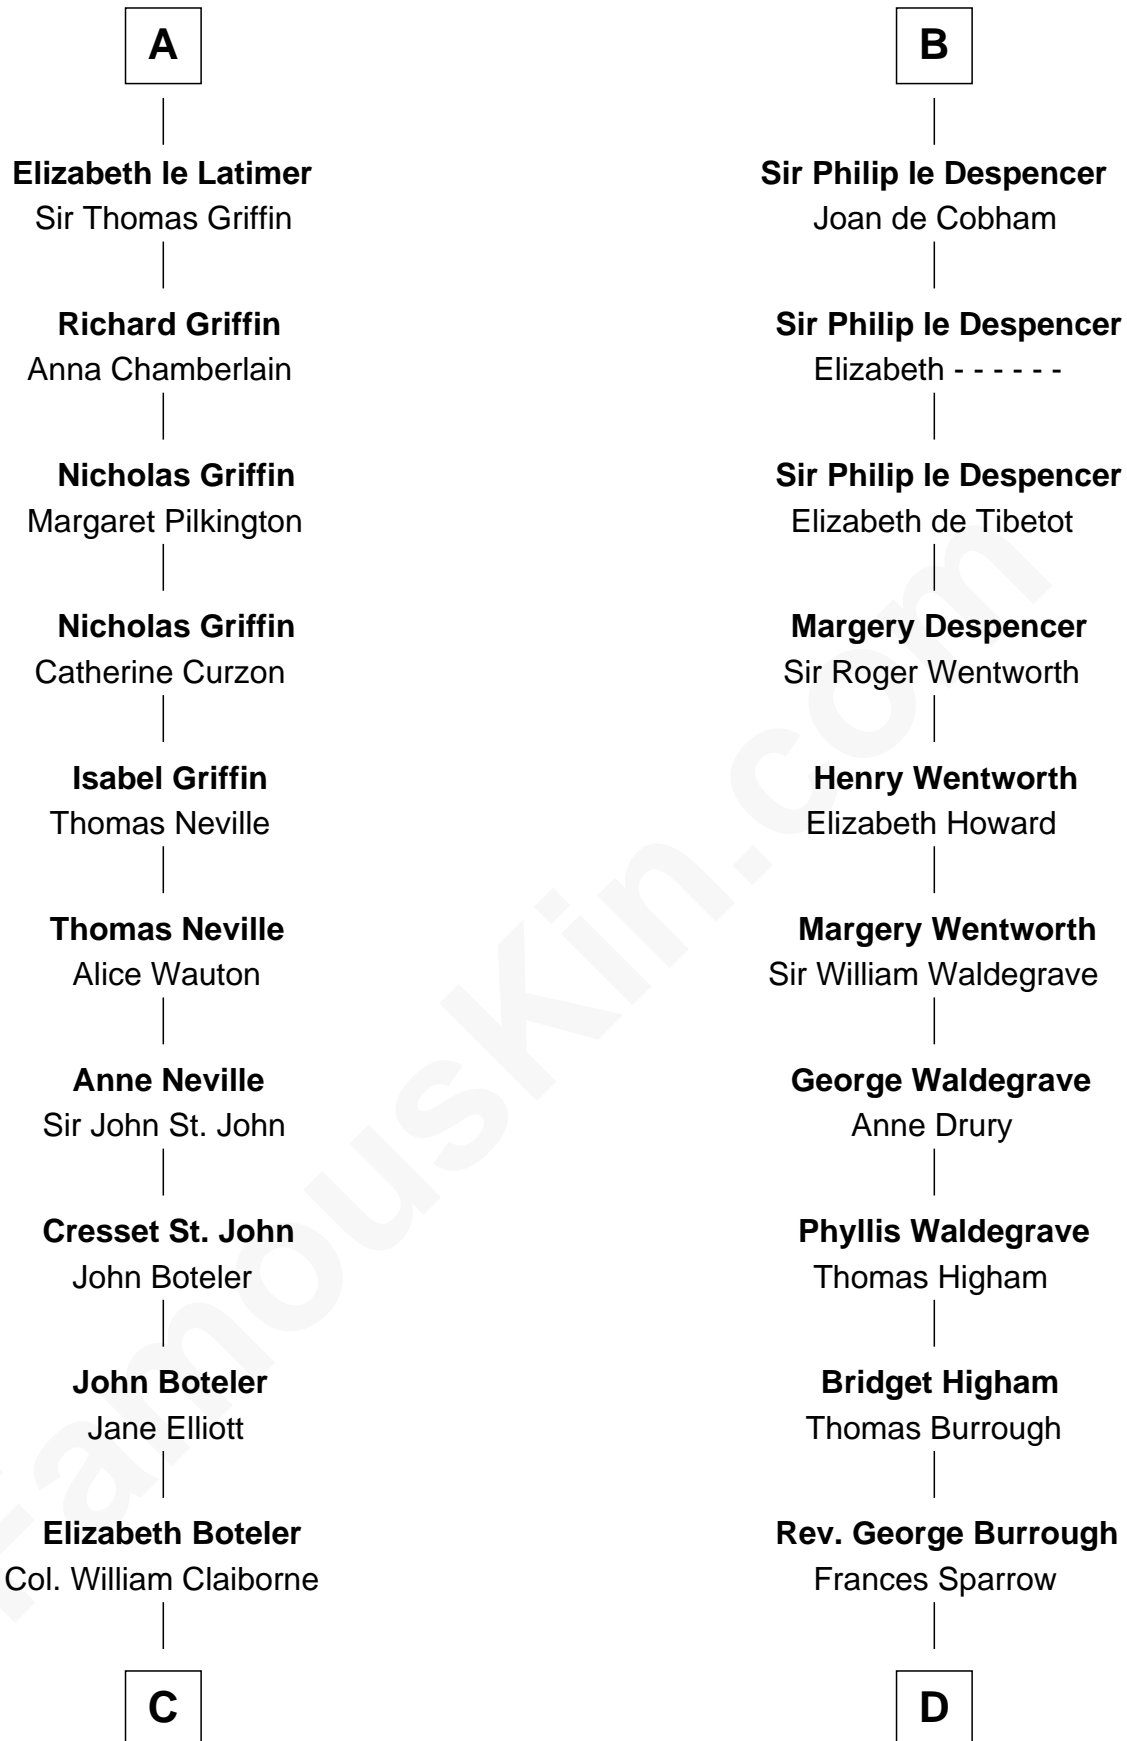 A
Elizabeth le Latimer
Sir Thomas Griffin
Richard Griffin
Anna Chamberlain
Nicholas Griffin
Margaret Pilkington
Nicholas Griffin
Catherine Curzon
Isabel Griffin
Thomas Neville
Thomas Neville
Alice Wauton
Anne Neville
Sir John St. John
Cresset St. John
John Boteler
John Boteler
Jane Elliott
Elizabeth Boteler
Col. William Claiborne
C
B
Sir Philip le Despencer
Joan de Cobham
Sir Philip le Despencer
Elizabeth - - - - - -
Sir Philip le Despencer
Elizabeth de Tibetot
Margery Despencer
Sir Roger Wentworth
Henry Wentworth
Elizabeth Howard
Margery Wentworth
Sir William Waldegrave
George Waldegrave
Anne Drury
Phyllis Waldegrave
Thomas Higham
Bridget Higham
Thomas Burrough
Rev. George Burrough
Frances Sparrow
D
FamousKin.com